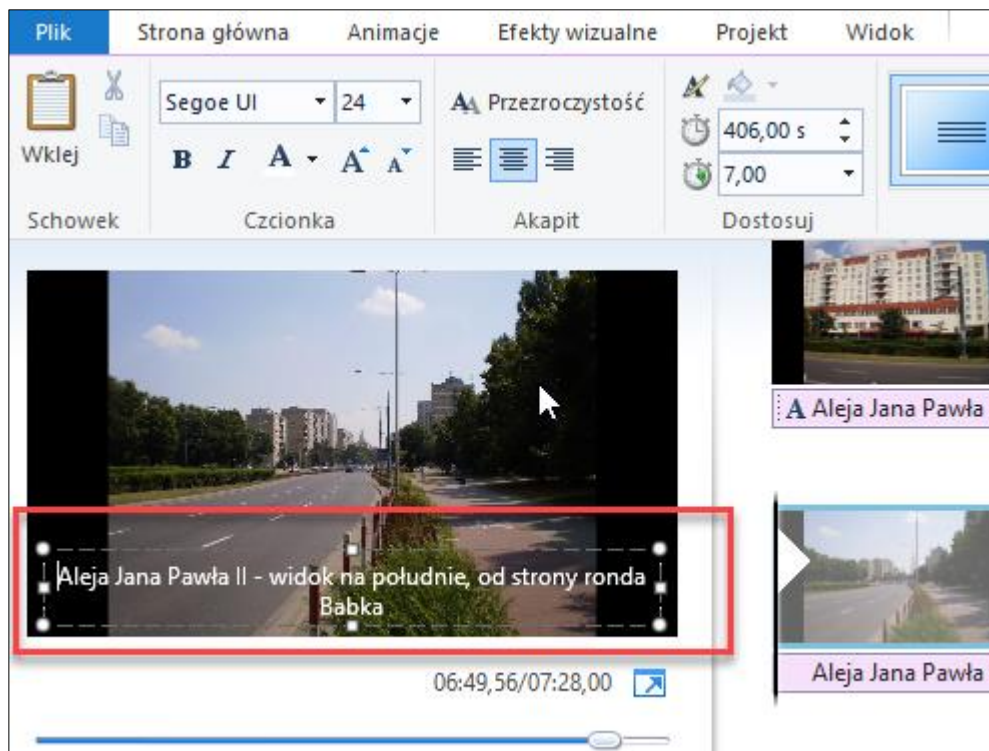 Plik Strona główna Animacje Efekty wizualne Projekt Widok
Segoe UI 24 Przezroczystość
406,00 s
Wklej B I A A A 7,00
Schowek Czcionka Akapit Dostosuj
A Aleja Jana Pawła
Aleja Jana Pawła II - widok na południe, od strony ronda
Babka
Aleja Jana Pawła
06:49,56/07:28,00